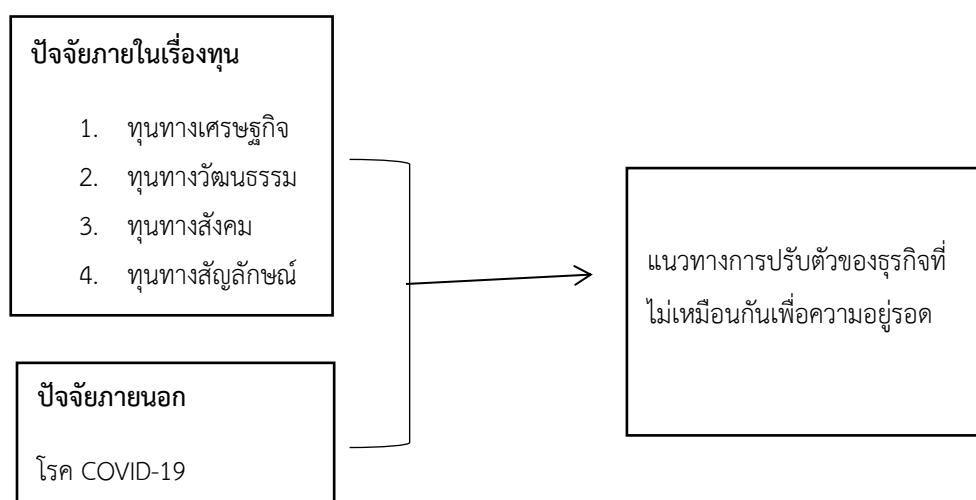 ปัจจัยภายในเรื่องทุน
1. ทุนทางเศรษฐกิจ
2. ทุนทางวัฒนธรรม
3. ทุนทางสังคม
4. ทุนทางสัญลักษณ์
แนวทางการปรับตัวของธุรกิจที่
ไม่เหมือนกันเพื่อความอยู่รอด
ปัจจัยภายนอก
โรค COVID-19